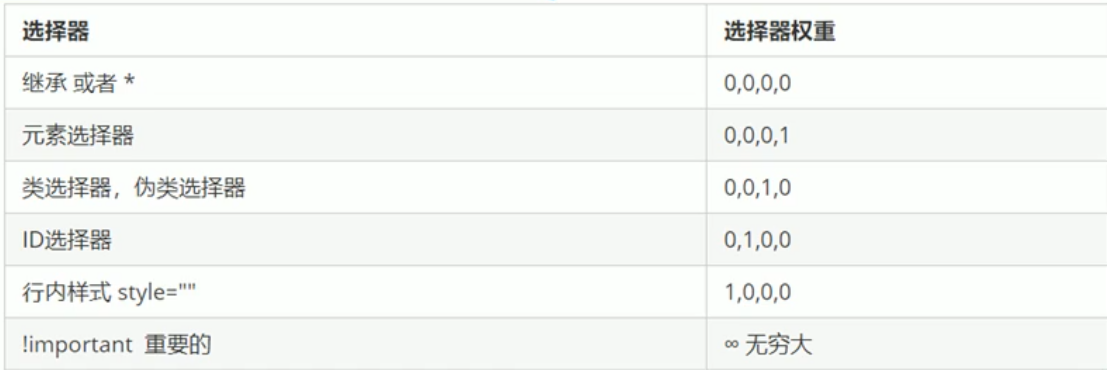 选择器 选择器权重
继承 或者 * 0,0,0,0
元素选择器 0,0,0,1
类选择器，伪类选择器 0,0,1,0
ID选择器 0,1,0,0
行内样式 style="" 1,0,0,0
!important 重要的 ∞ 无穷大